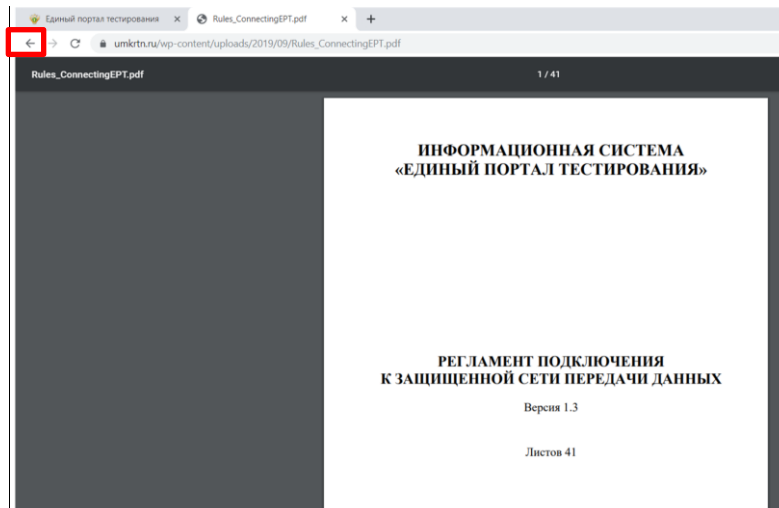 Единый портал тестирования
Rules_ConnectingEPT.pdf
umkrtn.ru/wp-content/uploads/2019/09/Rules_ConnectingEPT.pdf
Rules_ConnectingEPT.pdf
1 / 41
ИНФОРМАЦИОННАЯ СИСТЕМА
«ЕДИНЫЙ ПОРТАЛ ТЕСТИРОВАНИЯ»
РЕГЛАМЕНТ ПОДКЛЮЧЕНИЯ
К ЗАЩИЩЕННОЙ СЕТИ ПЕРЕДАЧИ ДАННЫХ
Версия 1.3
Листов 41